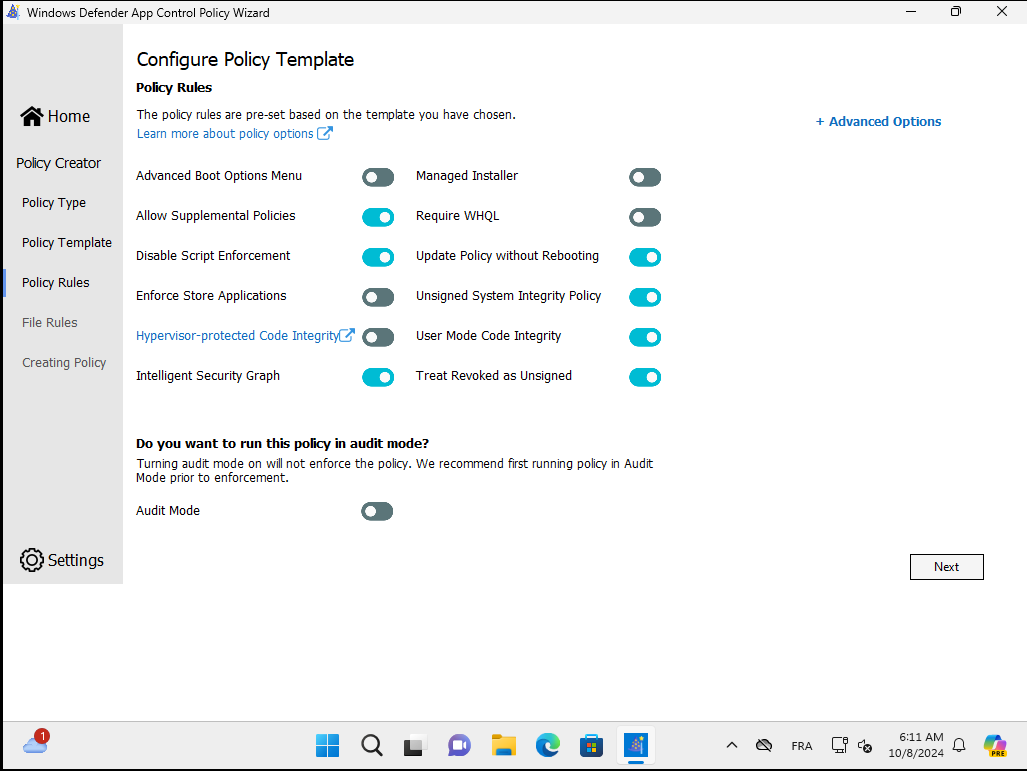 Windows Defender App Control Policy Wizard
Configure Policy Template
Policy Rules
The policy rules are pre-set based on the template you have chosen.
Learn more about policy options
+ Advanced Options
Home
Policy Creator
Policy Type
Policy Template
Policy Rules
File Rules
Creating Policy
Settings
Advanced Boot Options Menu
Managed Installer
Allow Supplemental Policies
Require WHQL
Disable Script Enforcement
Update Policy without Rebooting
Enforce Store Applications
Unsigned System Integrity Policy
Hypervisor-protected Code Integrity
User Mode Code Integrity
Intelligent Security Graph
Treat Revoked as Unsigned
Do you want to run this policy in audit mode?
Turning audit mode on will not enforce the policy. We recommend first running policy in Audit
Mode prior to enforcement.
Audit Mode
Next
1
FRA
6:11 AM
10/8/2024
PRE